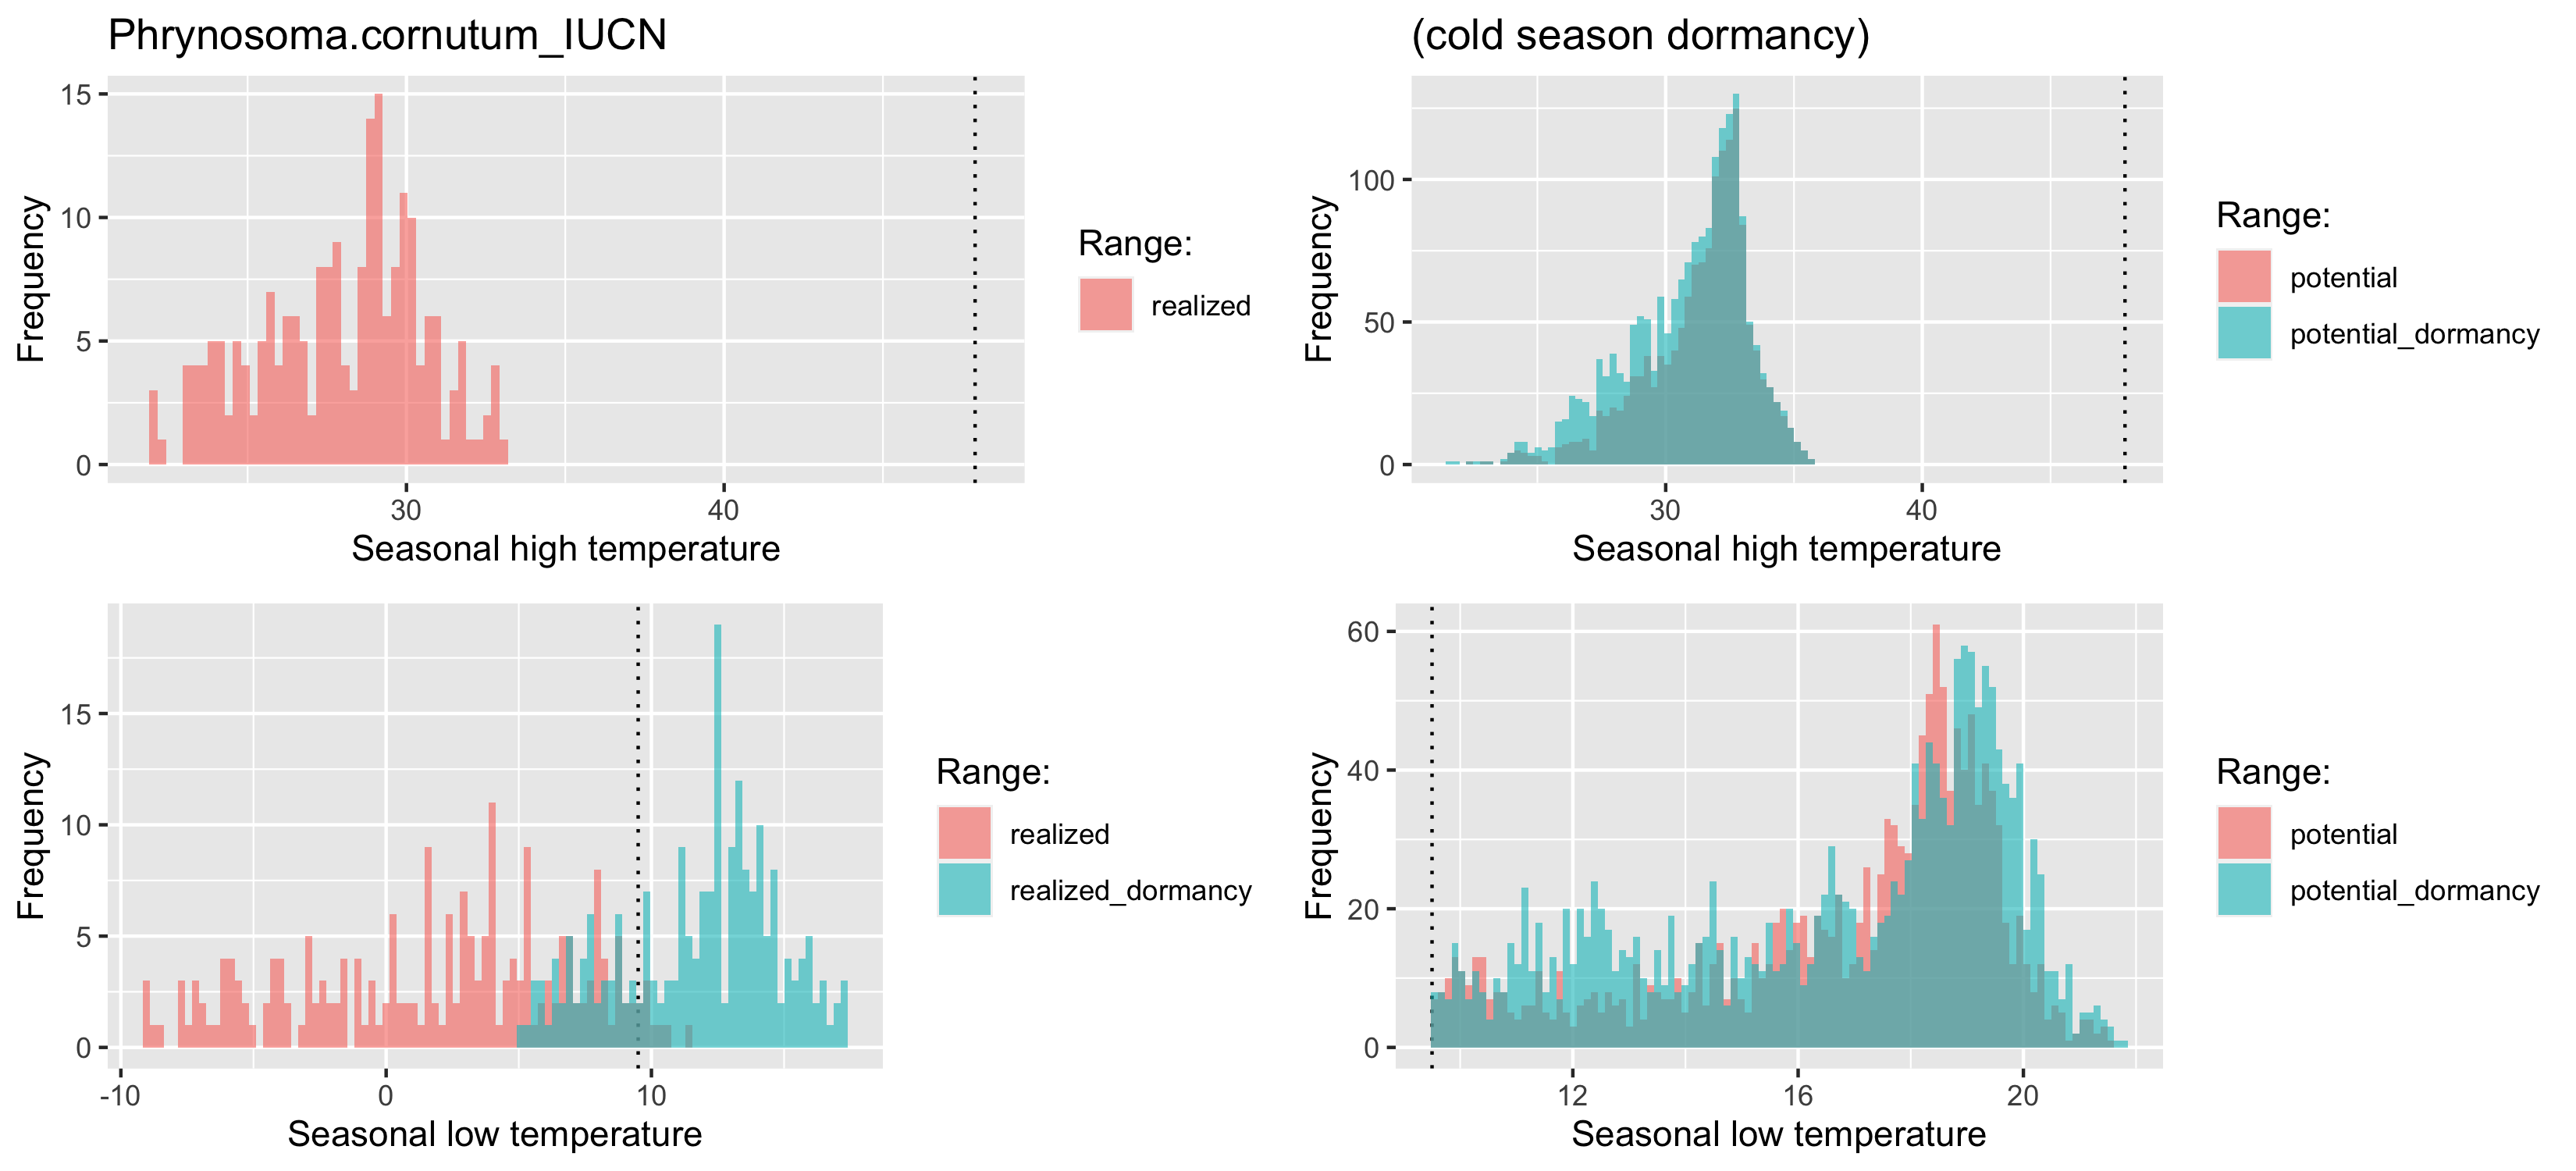 Phrynosoma.cornutum_IUCN
15
10
5
0
Frequency
30
40
Seasonal high temperature
Range:
realized
(cold season dormancy)
100
50
0
Frequency
30
40
Seasonal high temperature
Range:
potential
potential_dormancy
15
10
5
0
Frequency
-10
0
10
Seasonal low temperature
Range:
realized
realized_dormancy
60
40
20
0
Frequency
12
16
20
Seasonal low temperature
Range:
potential
potential_dormancy